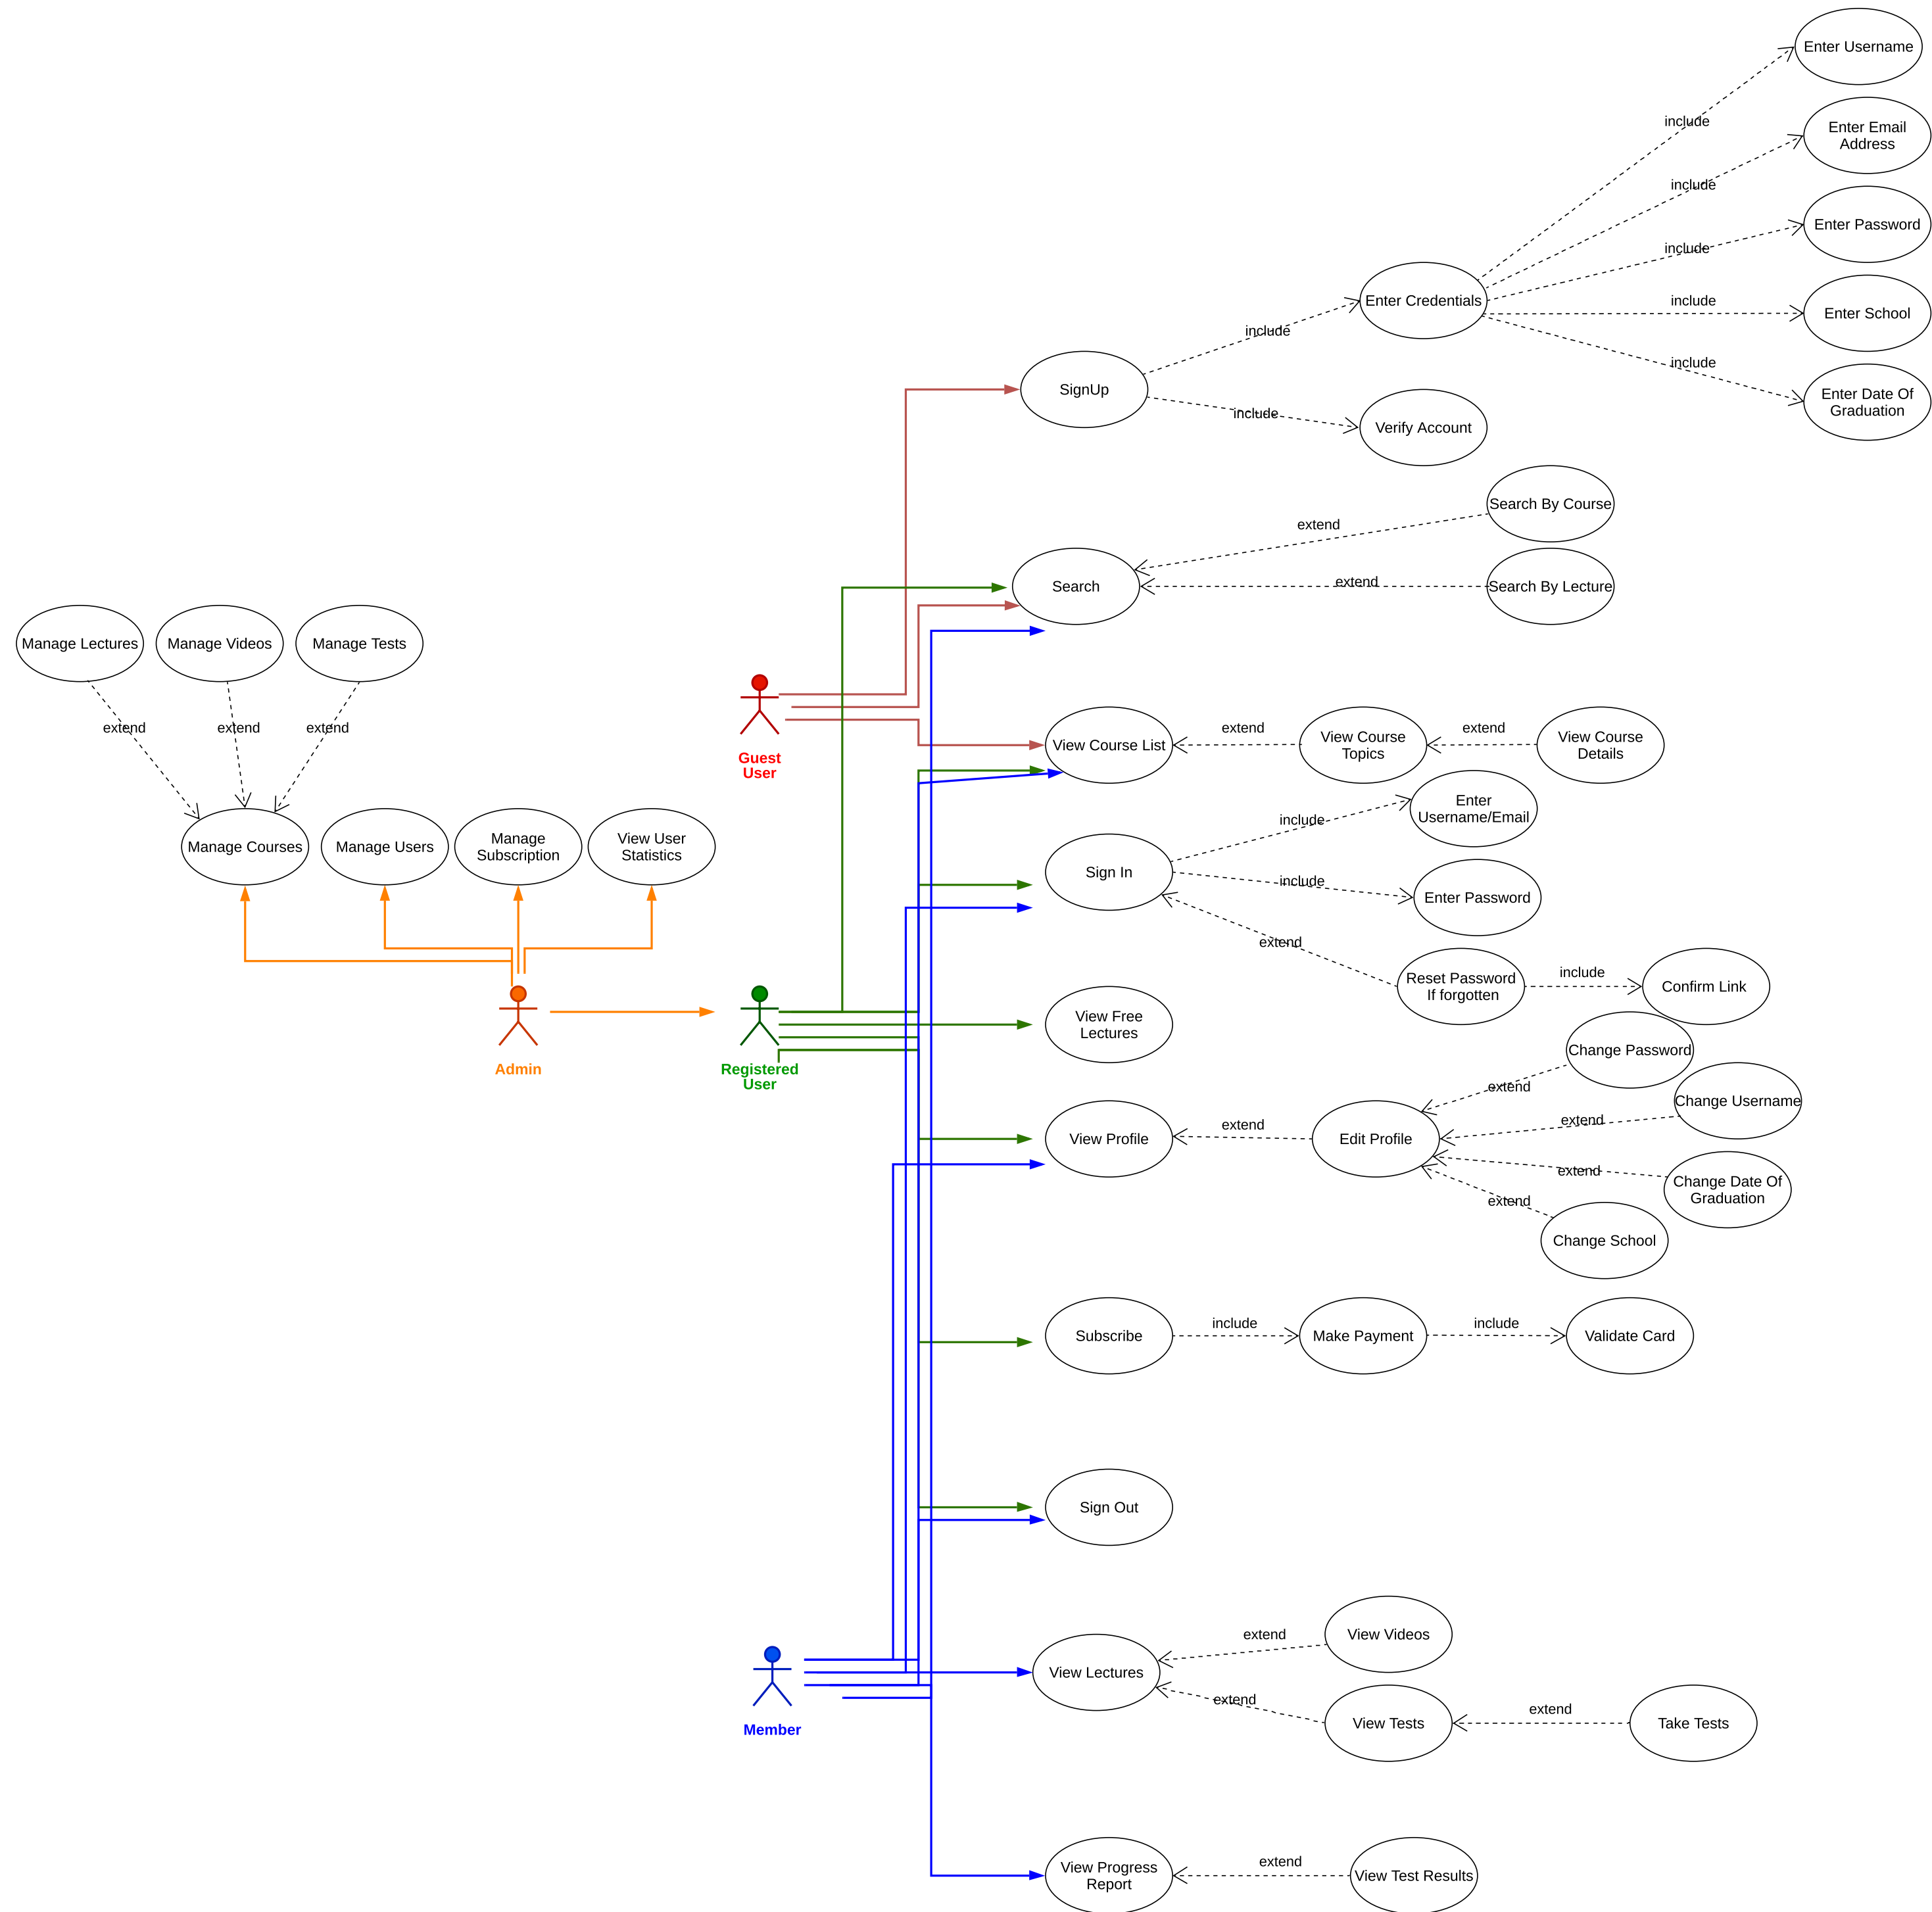 Enter Username
include
Enter Email
Address
include
Enter Password
include
Enter Credentials
include
Enter School
include
include
Enter Date Of
Graduation
SignUp
include
Verify Account
Search By Course
extend
Search
extend
Search By Lecture
Manage Lectures
Manage Videos
Manage Tests
extend
extend
extend
Guest
User
View Course List
extend
View Course
Topics
extend
View Course
Details
Manage Courses
Manage Users
Manage
Subscription
View User
Statistics
Enter
Username/Email
include
Sign In
include
Enter Password
extend
Reset Password
If forgotten
include
Confirm Link
View Free
Lectures
Admin
Registered
User
Change Password
extend
Change Username
extend
View Profile
extend
Edit Profile
extend
Change Date Of
Graduation
extend
Change School
Subscribe
include
Make Payment
include
Validate Card
Sign Out
Member
View Lectures
extend
View Videos
extend
View Tests
extend
Take Tests
View Progress
Report
extend
View Test Results